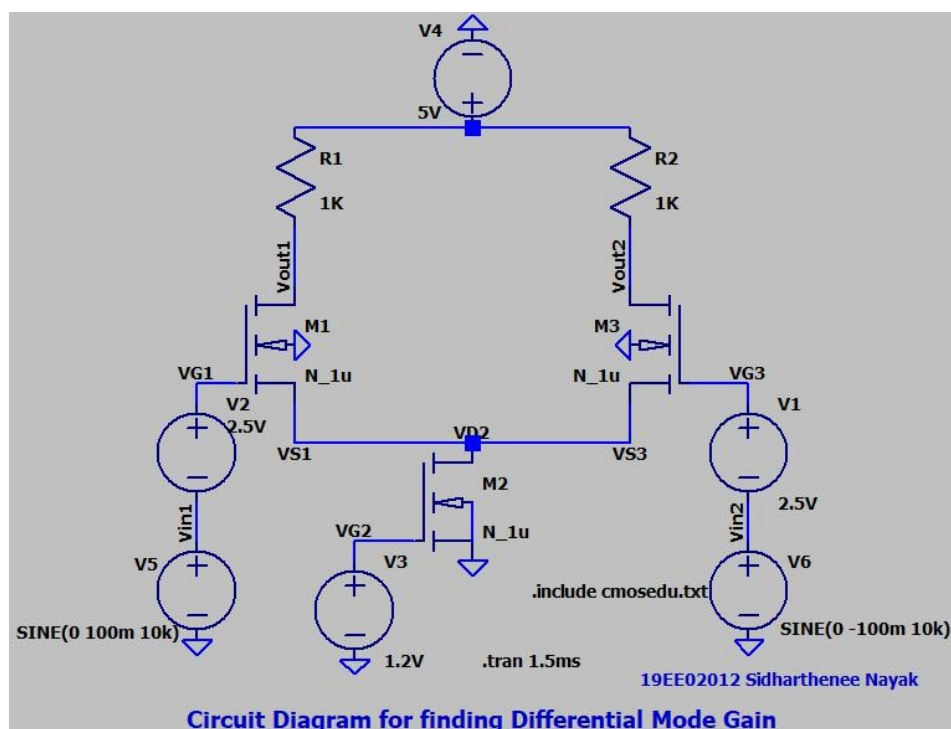 V4
5V
R1
1K
R2
1K
Vout1
Vout2
M1
M3
N_1u
N_1u
VG1
VG3
V2
2.5V
V1
2.5V
VS1
VD2
VS3
M2
N_1u
VG2
V3
1.2V
Vin1
Vin2
V5
SINE(0 100m 10k)
V6
SINE(0 -100m 10k)
.include cmosedu.txt
.tran 1.5ms
19EE02012 Sidharthenee Nayak
Circuit Diagram for finding Differential Mode Gain